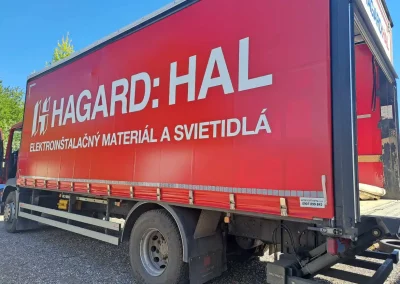 HAGARD: HAL
ELEKTROINŠTALAČNÝ MATERIÁL A SVIETIDLÁ